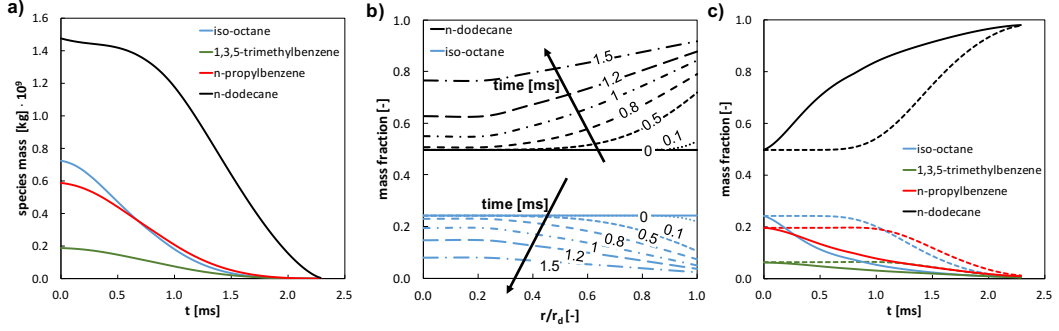 a)
species mass [kg] · 10⁹
1.6
1.4
1.2
1.0
0.8
0.6
0.4
0.2
0.0
iso-octane
1,3,5-trimethylbenzene
n-propylbenzene
n-dodecane
0.0 0.5 1.0 1.5 2.0 2.5
t [ms]
b)
mass fraction [-]
1.0
0.8
0.6
0.4
0.2
0.0
n-dodecane
iso-octane
time [ms]
1.5
1.2
1
0.8
0.5
0.1
0
time [ms]
0
0.1
0.5
0.8
1
1.2
1.5
0.0 0.2 0.4 0.6 0.8 1.0
r/r_d [-]
c)
mass fraction [-]
1.0
0.8
0.6
0.4
0.2
0.0
iso-octane
1,3,5-trimethylbenzene
n-propylbenzene
n-dodecane
0.0 0.5 1.0 1.5 2.0 2.5
t [ms]